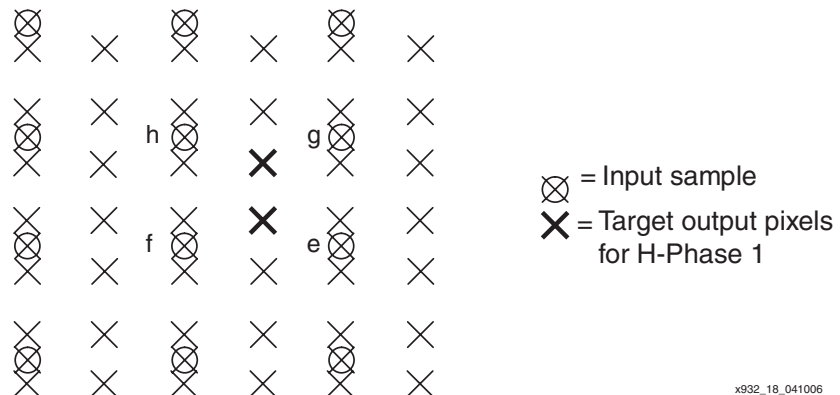 h
g
= Input sample
= Target output pixels
for H-Phase 1
f
e
x932_18_041006